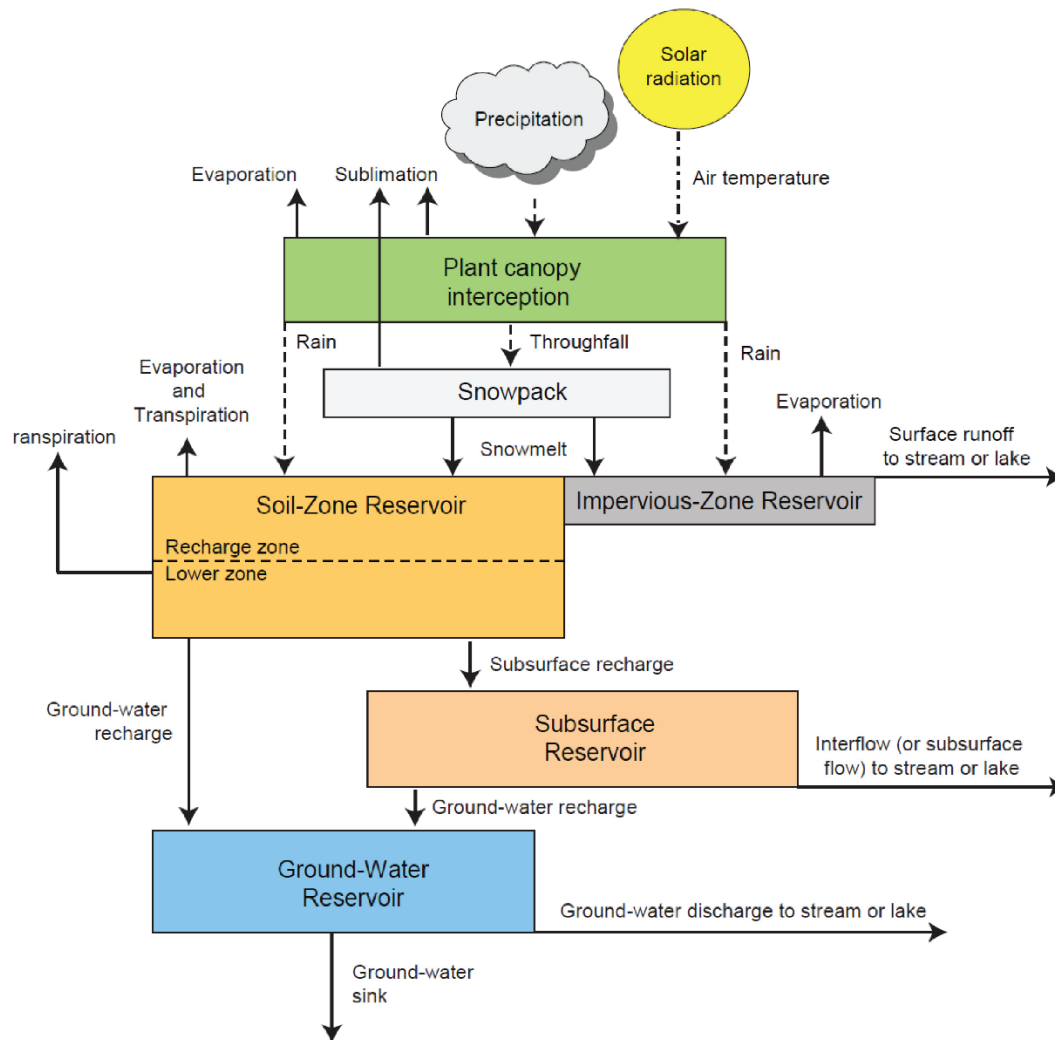 Solar
radiation
Precipitation
Evaporation
Sublimation
Air temperature
Plant canopy
interception
Rain
Throughfall
Rain
Evaporation
and
Transpiration
Snowpack
Evaporation
ranspiration
Snowmelt
Surface runoff
to stream or lake
Soil-Zone Reservoir
Impervious-Zone Reservoir
Recharge zone
Lower zone
Subsurface recharge
Ground-water
recharge
Subsurface
Reservoir
Interflow (or subsurface
flow) to stream or lake
Ground-water recharge
Ground-Water
Reservoir
Ground-water discharge to stream or lake
Ground-water
sink